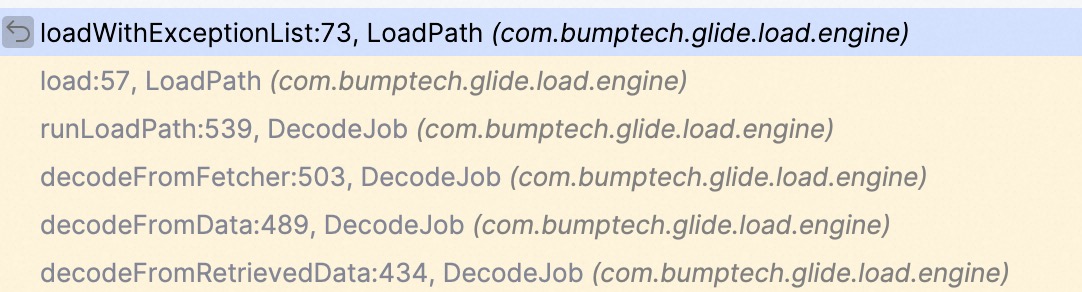 loadWithExceptionList:73, LoadPath (com.bumptech.glide.load.engine)
load:57, LoadPath (com.bumptech.glide.load.engine)
runLoadPath:539, DecodeJob (com.bumptech.glide.load.engine)
decodeFromFetcher:503, DecodeJob (com.bumptech.glide.load.engine)
decodeFromData:489, DecodeJob (com.bumptech.glide.load.engine)
decodeFromRetrievedData:434, DecodeJob (com.bumptech.glide.load.engine)